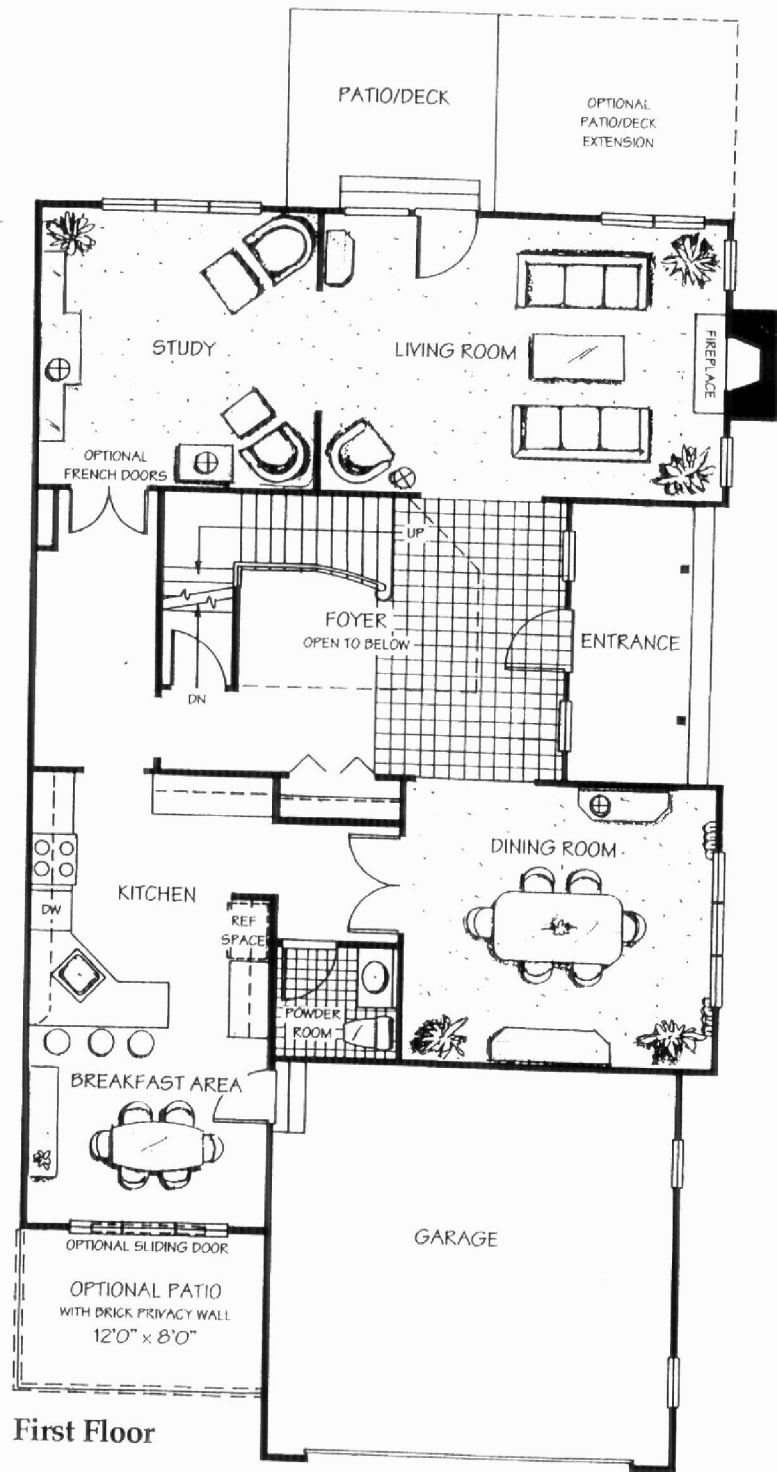 PATIO/DECK
OPTIONAL
PATIO/DECK
EXTENSION
STUDY
LIVING ROOM
FIREPLACE
OPTIONAL
FRENCH DOORS
UP
FOYER
OPEN TO BELOW
ENTRANCE
DN
DINING ROOM
KITCHEN
DW
REF
SPACE
POWDER
ROOM
BREAKFAST AREA
GARAGE
OPTIONAL SLIDING DOOR
OPTIONAL PATIO
WITH BRICK PRIVACY WALL
12'0" x 8'0"
First Floor